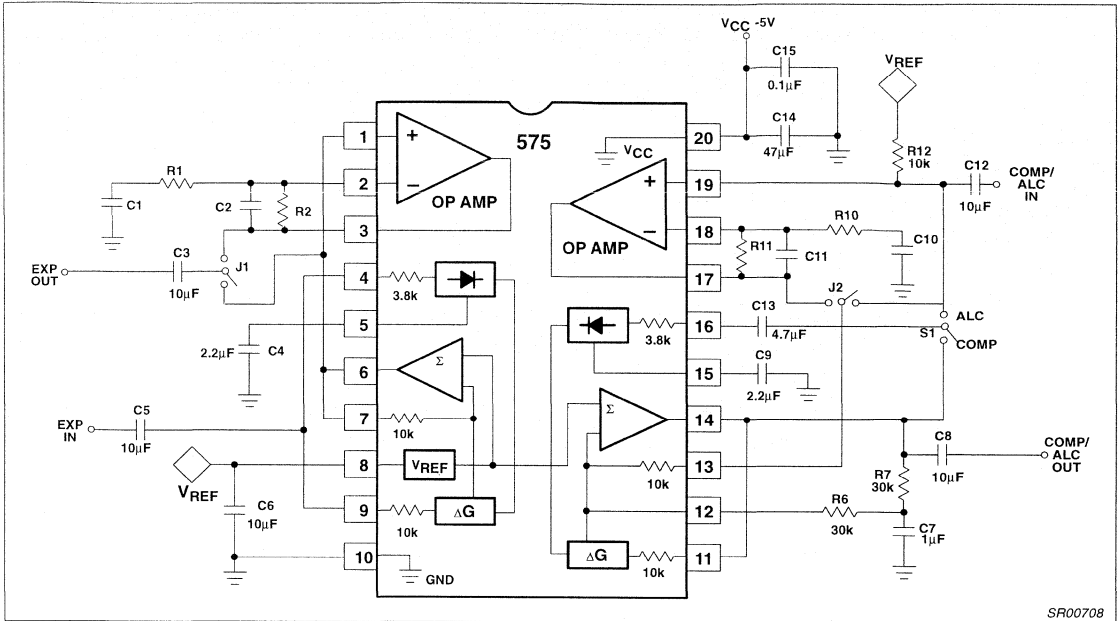 VCC -5V
C15
0.1µF
C14
47µF
VREF
R12
10k
C12
10µF
COMP/
ALC
IN
575
1
2
3
4
5
6
7
8
9
10
20
19
18
17
16
15
14
13
12
11
+
−
OP AMP
VCC
+
−
OP AMP
R1
C1
C2
R2
C3
10µF
EXP
OUT
J1
3.8k
2.2µF
C4
Σ
10k
EXP
IN
C5
10µF
VREF
C6
10µF
VREF
10k
ΔG
GND
R11
C11
R10
C10
J2
C13
4.7µF
ALC
S1
COMP
3.8k
C9
2.2µF
Σ
10k
ΔG
10k
R6
30k
R7
30k
C8
10µF
C7
1µF
COMP/
ALC
OUT
SR00708